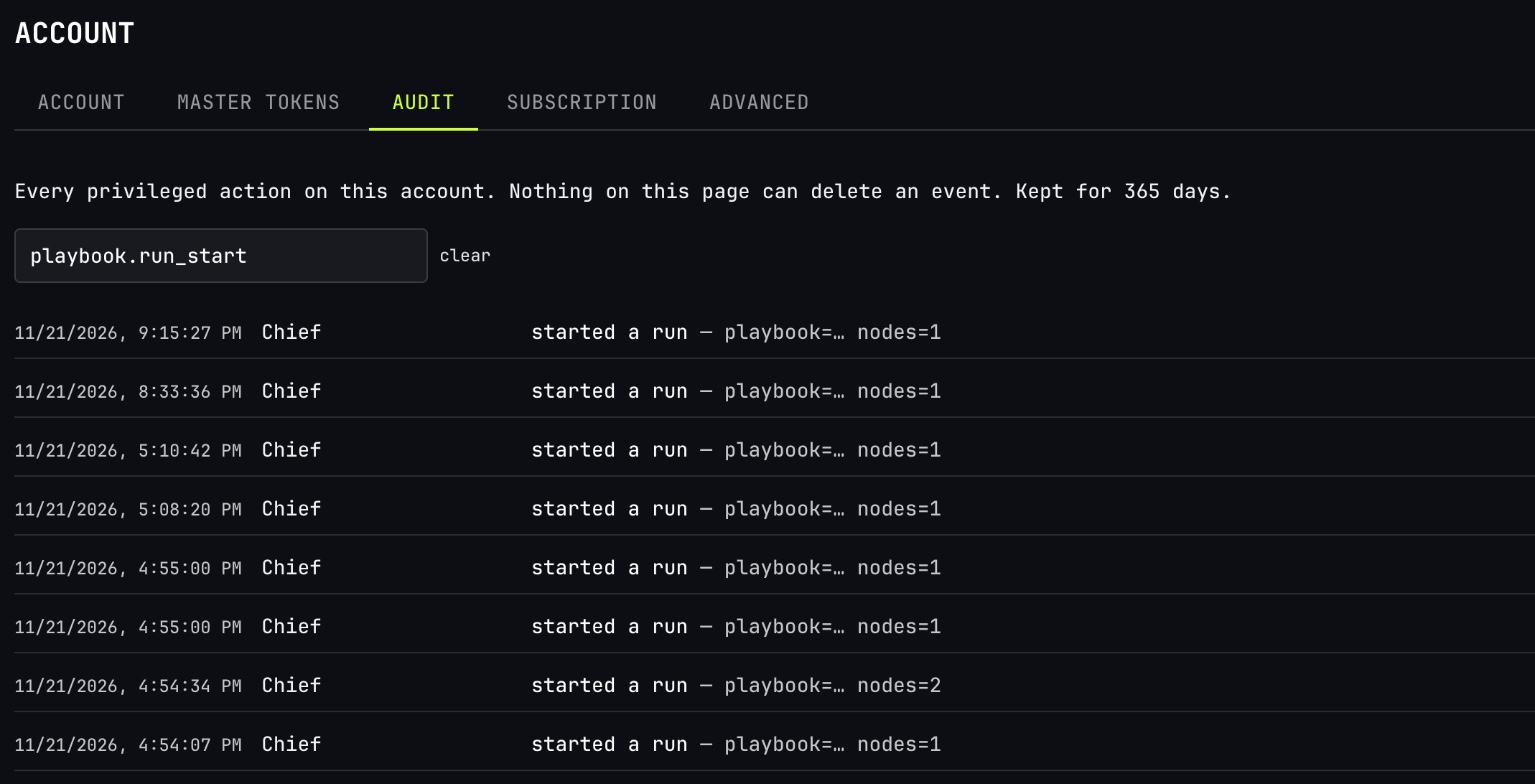 ACCOUNT
ACCOUNT MASTER TOKENS AUDIT SUBSCRIPTION ADVANCED
Every privileged action on this account. Nothing on this page can delete an event. Kept for 365 days.
playbook.run_start clear
11/21/2026, 9:15:27 PM Chief started a run — playbook=… nodes=1
11/21/2026, 8:33:36 PM Chief started a run — playbook=… nodes=1
11/21/2026, 5:10:42 PM Chief started a run — playbook=… nodes=1
11/21/2026, 5:08:20 PM Chief started a run — playbook=… nodes=1
11/21/2026, 4:55:00 PM Chief started a run — playbook=… nodes=1
11/21/2026, 4:55:00 PM Chief started a run — playbook=… nodes=1
11/21/2026, 4:54:34 PM Chief started a run — playbook=… nodes=2
11/21/2026, 4:54:07 PM Chief started a run — playbook=… nodes=1